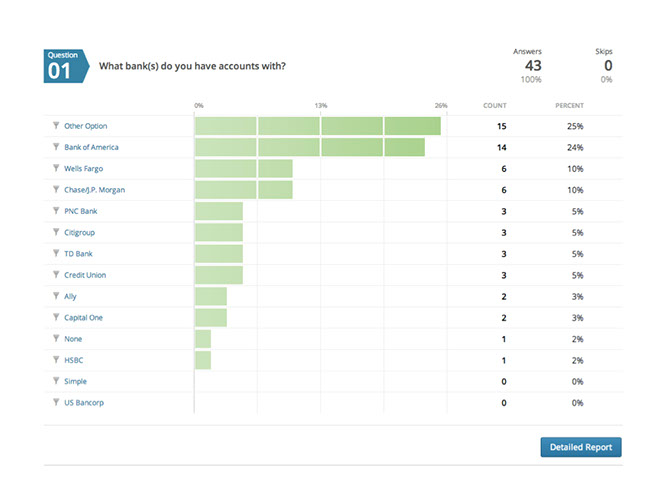 Question
01
What bank(s) do you have accounts with?
Answers
43
100%
Skips
0
0%
0% 13% 26% COUNT PERCENT
Other Option 15 25%
Bank of America 14 24%
Wells Fargo 6 10%
Chase/J.P. Morgan 6 10%
PNC Bank 3 5%
Citigroup 3 5%
TD Bank 3 5%
Credit Union 3 5%
Ally 2 3%
Capital One 2 3%
None 1 2%
HSBC 1 2%
Simple 0 0%
US Bancorp 0 0%
Detailed Report